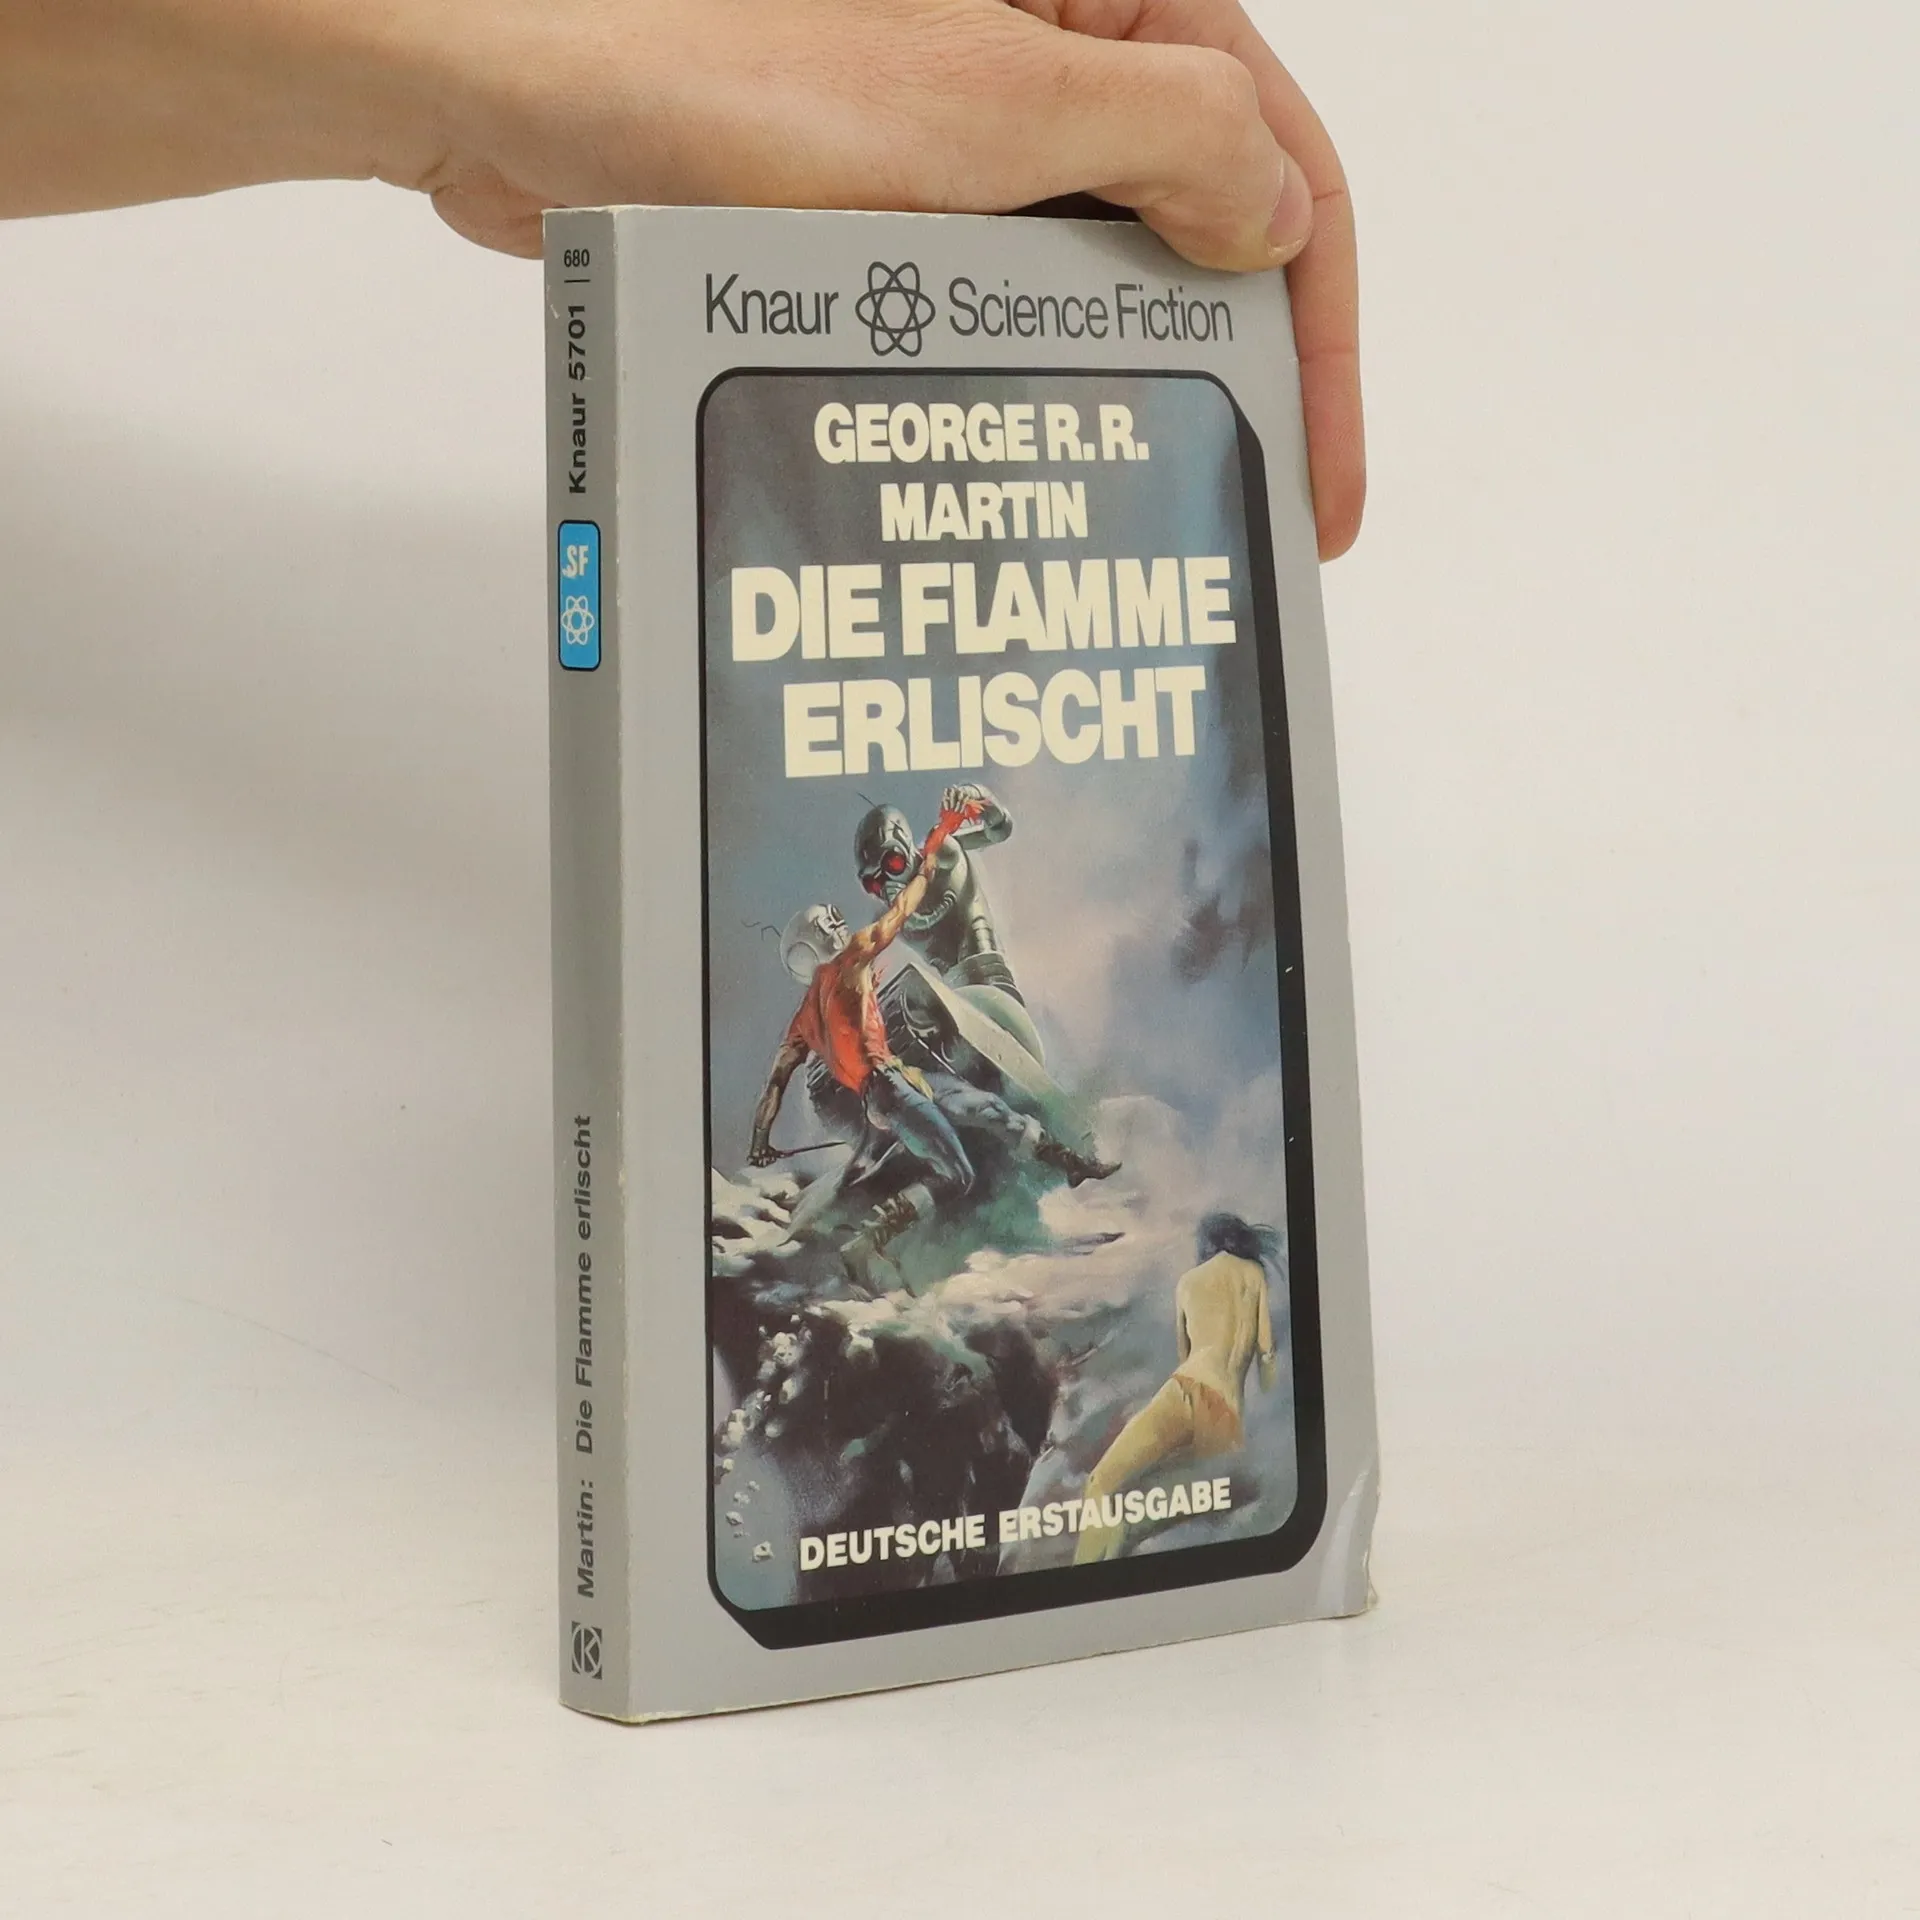 680
Knaur 5701
SF
Martin: Die Flamme erlischt
K
Knaur Science Fiction
GEORGE R. R.
MARTIN
DIE FLAMME
ERLISCHT
DEUTSCHE ERSTAUSGABE